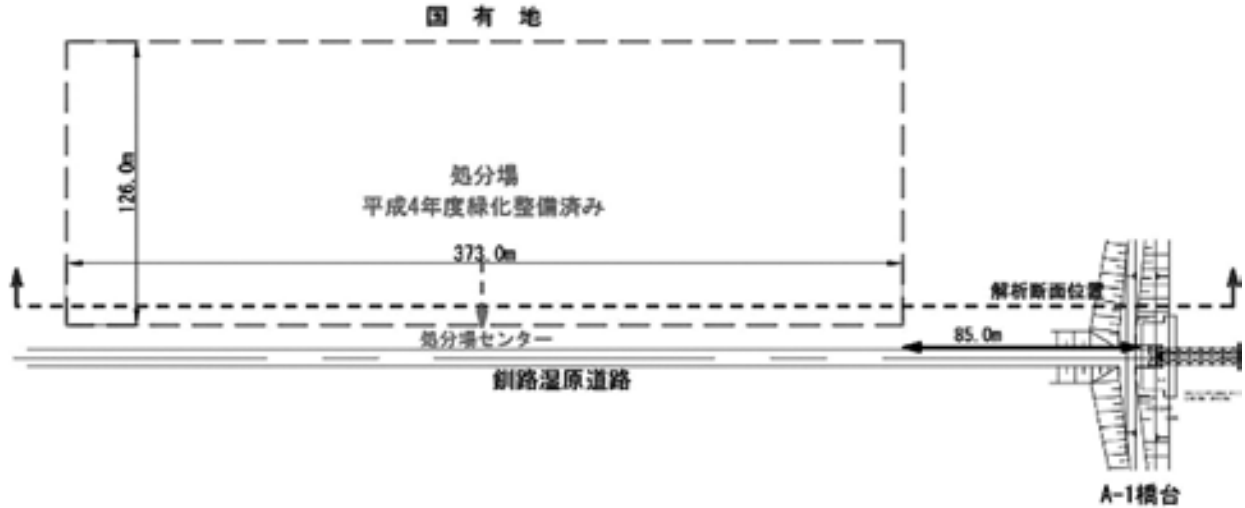 国有地
126.0m
処分場
平成4年度緑化整備済み
373.0m
解析断面位置
処分場センター
85.0m
釧路湿原道路
A-1橋台